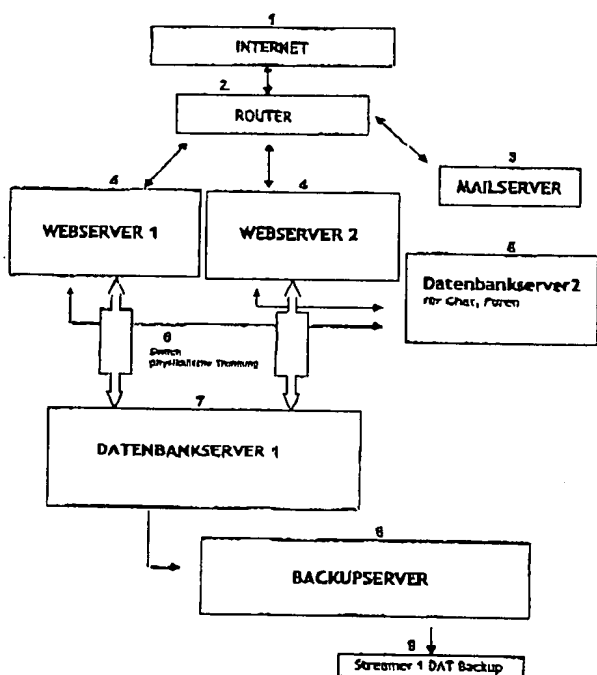 1
INTERNET
2
ROUTER
3
MAILSERVER
4
WEBSERVER 1
4
WEBSERVER 2
5
Datenbankserver2
für Chat, Foren
6
Switch
physikalische Trennung
7
DATENBANKSERVER 1
8
BACKUPSERVER
9
Streamer 1 DAT Backup